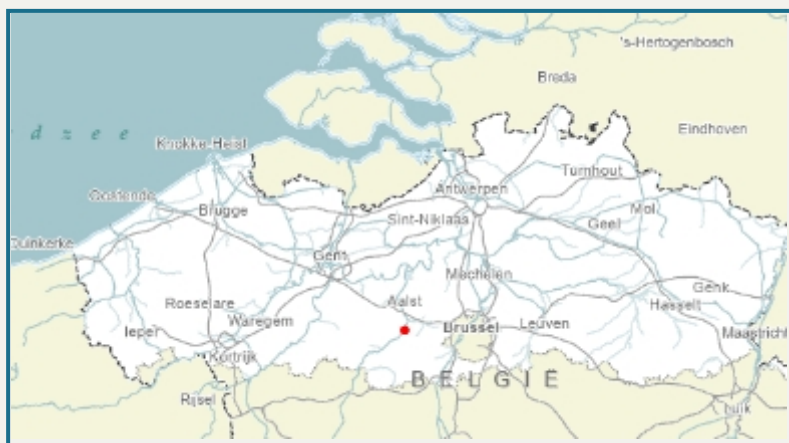 's-Hertogenbosch
Breda
dzee
Eindhoven
Knokke-Heist
Turnhout
Antwerpen
Oostende
Mol
Brugge
Sint-Niklaas
Geel
Duinkerke
Gent
Mechelen
Genk
Roeselare
Aalst
Hasselt
Waregem
Brussel
Leuven
Ieper
Maastricht
Kortrijk
BELGIË
Rijsel
Luik